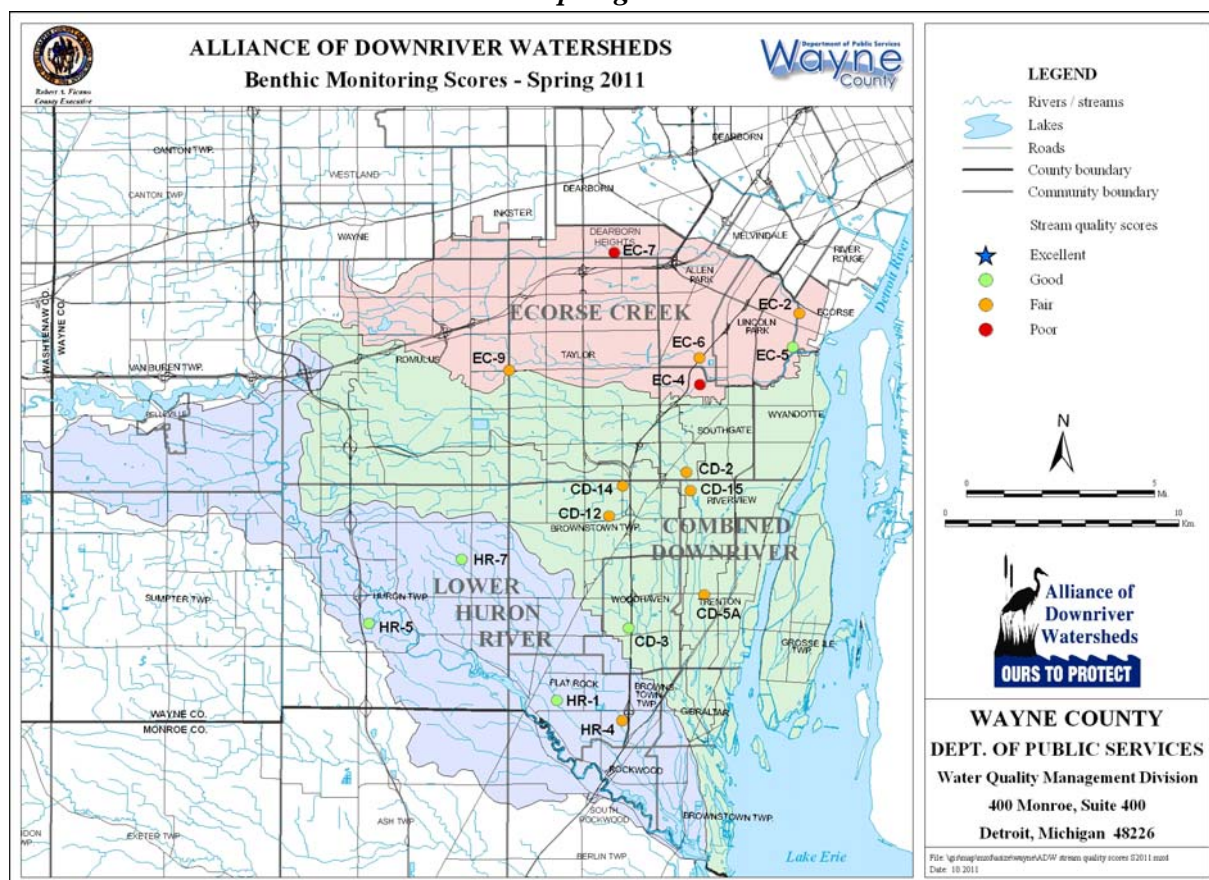 ALLIANCE OF DOWNRIVER WATERSHEDS
Benthic Monitoring Scores - Spring 2011
Robert A. Ficano
County Executive
Department of Public Services
Wayne
County
LEGEND
Rivers / streams
Lakes
Roads
County boundary
Community boundary
Stream quality scores
Excellent
Good
Fair
Poor
N
0 5
Mi.
0 10
Km.
Alliance of
Downriver
Watersheds
OURS TO PROTECT
WAYNE COUNTY
DEPT. OF PUBLIC SERVICES
Water Quality Management Division
400 Monroe, Suite 400
Detroit, Michigan 48226
Date: 10.2011
CANTON TWP.
CANTON TWP.
WESTLAND
WAYNE
INKSTER
DEARBORN
DEARBORN
DEARBORN
HEIGHTS
MELVINDALE
RIVER
ROUGE
ALLEN
PARK
LINCOLN
PARK
ECORSE
Detroit River
EC-7
EC-2
EC-5
EC-6
EC-4
EC-9
ECORSE CREEK
TAYLOR
ROMULUS
WASHTENAW CO.
WAYNE CO.
VAN BUREN TWP.
BELLEVILLE
WYANDOTTE
SOUTHGATE
CD-2
CD-15
RIVERVIEW
CD-14
CD-12
BROWNSTOWN TWP.
COMBINED
DOWNRIVER
HR-7
LOWER
HURON
RIVER
SUMPTER TWP.
HURON TWP.
HR-5
WOODHAVEN
TRENTON
CD-5A
CD-3
GROSSE ILE
TWP.
FLAT ROCK
HR-1
HR-4
BROWNS-
TOWN
TWP.
GIBRALTAR
WAYNE CO.
MONROE CO.
ROCKWOOD
SOUTH
ROCKWOOD
BROWNSTOWN TWP.
EXETER TWP.
ASH TWP.
BERLIN TWP.
Lake Erie